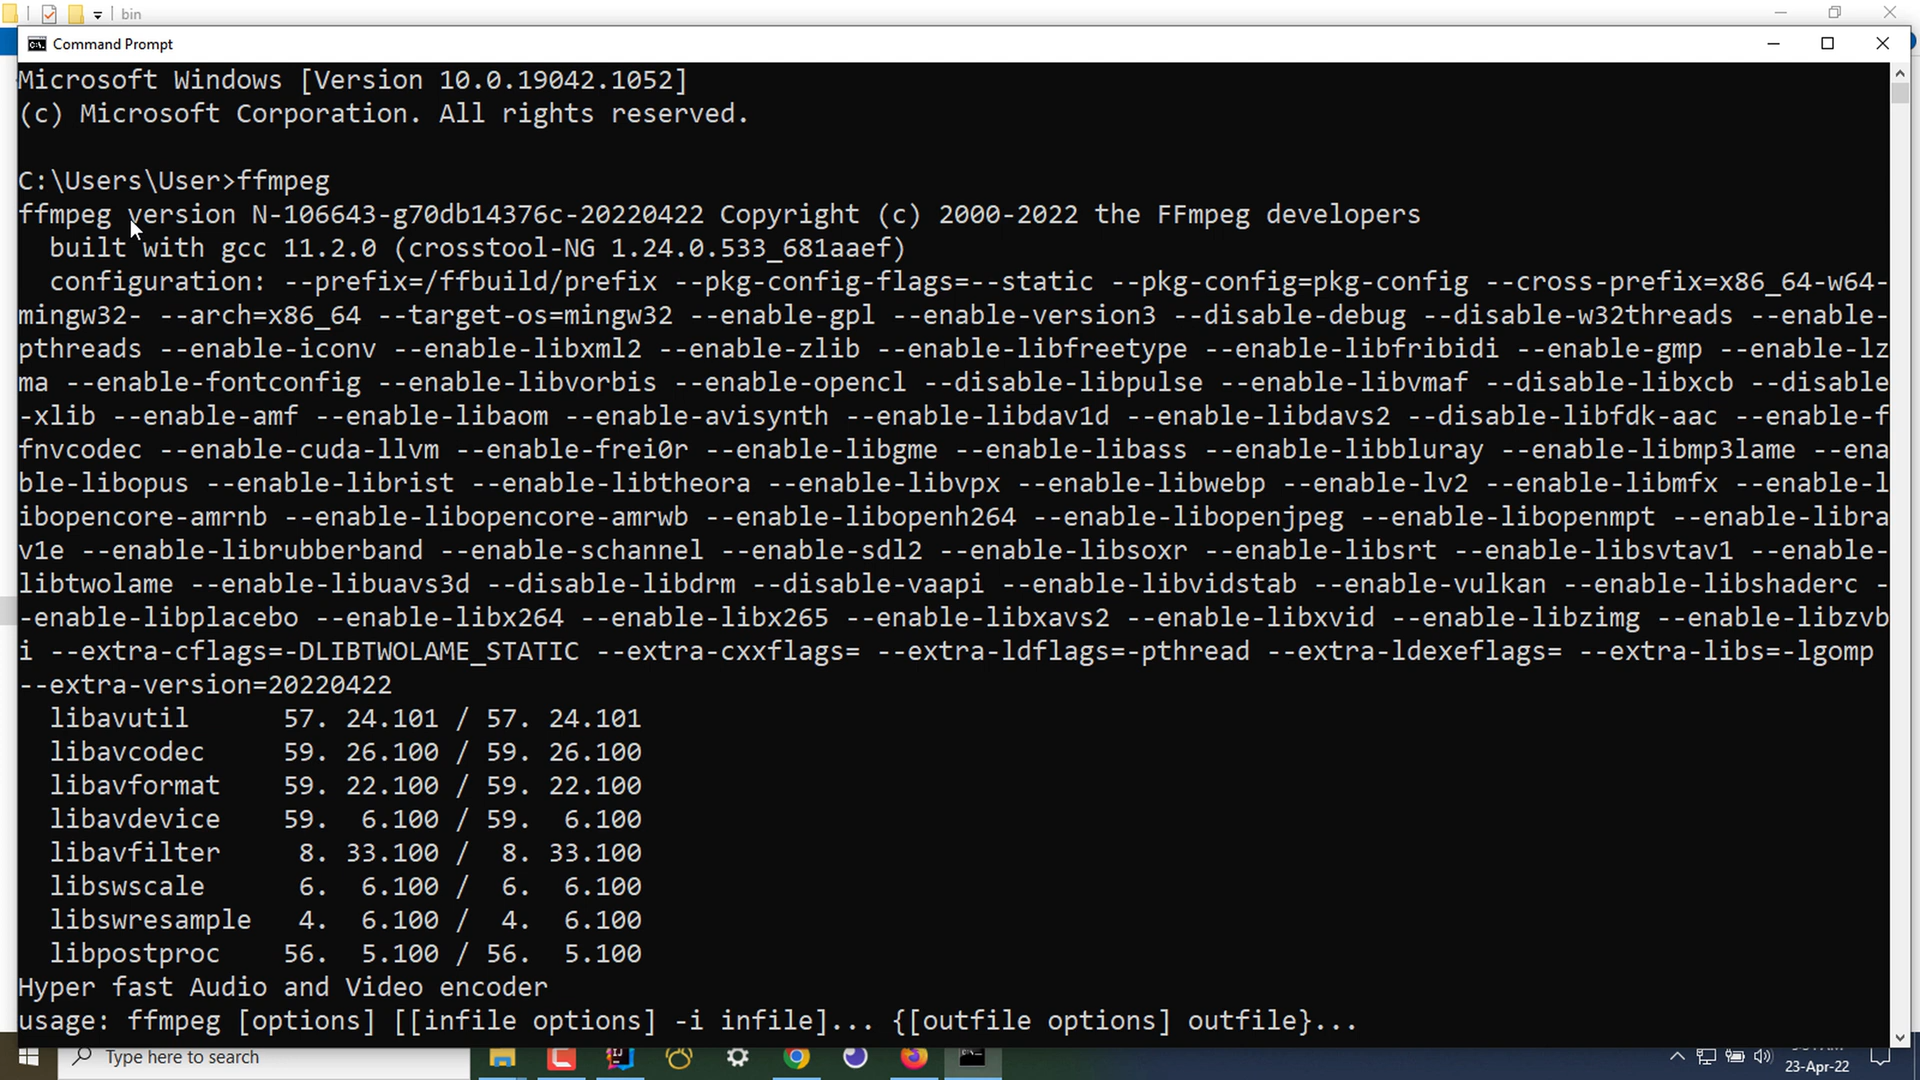 bin
Command Prompt
Microsoft Windows [Version 10.0.19042.1052]
(c) Microsoft Corporation. All rights reserved.
C:\Users\User>ffmpeg
ffmpeg version N-106643-g70db14376c-20220422 Copyright (c) 2000-2022 the FFmpeg developers
built with gcc 11.2.0 (crosstool-NG 1.24.0.533_681aaef)
configuration: --prefix=/ffbuild/prefix --pkg-config-flags=--static --pkg-config=pkg-config --cross-prefix=x86_64-w64-
mingw32- --arch=x86_64 --target-os=mingw32 --enable-gpl --enable-version3 --disable-debug --disable-w32threads --enable-
pthreads --enable-iconv --enable-libxml2 --enable-zlib --enable-libfreetype --enable-libfribidi --enable-gmp --enable-lz
ma --enable-fontconfig --enable-libvorbis --enable-opencl --disable-libpulse --enable-libvmaf --disable-libxcb --disable
-xlib --enable-amf --enable-libaom --enable-avisynth --enable-libdav1d --enable-libdavs2 --disable-libfdk-aac --enable-f
fnvcodec --enable-cuda-llvm --enable-frei0r --enable-libgme --enable-libass --enable-libbluray --enable-libmp3lame --ena
ble-libopus --enable-librist --enable-libtheora --enable-libvpx --enable-libwebp --enable-lv2 --enable-libmfx --enable-l
ibopencore-amrnb --enable-libopencore-amrwb --enable-libopenh264 --enable-libopenjpeg --enable-libopenmpt --enable-libra
v1e --enable-librubberband --enable-schannel --enable-sdl2 --enable-libsoxr --enable-libsrt --enable-libsvtav1 --enable-
libtwolame --enable-libuavs3d --disable-libdrm --disable-vaapi --enable-libvidstab --enable-vulkan --enable-libshaderc -
-enable-libplacebo --enable-libx264 --enable-libx265 --enable-libxavs2 --enable-libxvid --enable-libzimg --enable-libzvb
i --extra-cflags=-DLIBTWOLAME_STATIC --extra-cxxflags= --extra-ldflags=-pthread --extra-ldexeflags= --extra-libs=-lgomp
--extra-version=20220422
libavutil 57. 24.101 / 57. 24.101
libavcodec 59. 26.100 / 59. 26.100
libavformat 59. 22.100 / 59. 22.100
libavdevice 59. 6.100 / 59. 6.100
libavfilter 8. 33.100 / 8. 33.100
libswscale 6. 6.100 / 6. 6.100
libswresample 4. 6.100 / 4. 6.100
libpostproc 56. 5.100 / 56. 5.100
Hyper fast Audio and Video encoder
usage: ffmpeg [options] [[infile options] -i infile]... {[outfile options] outfile}...
Type here to search
23-Apr-22